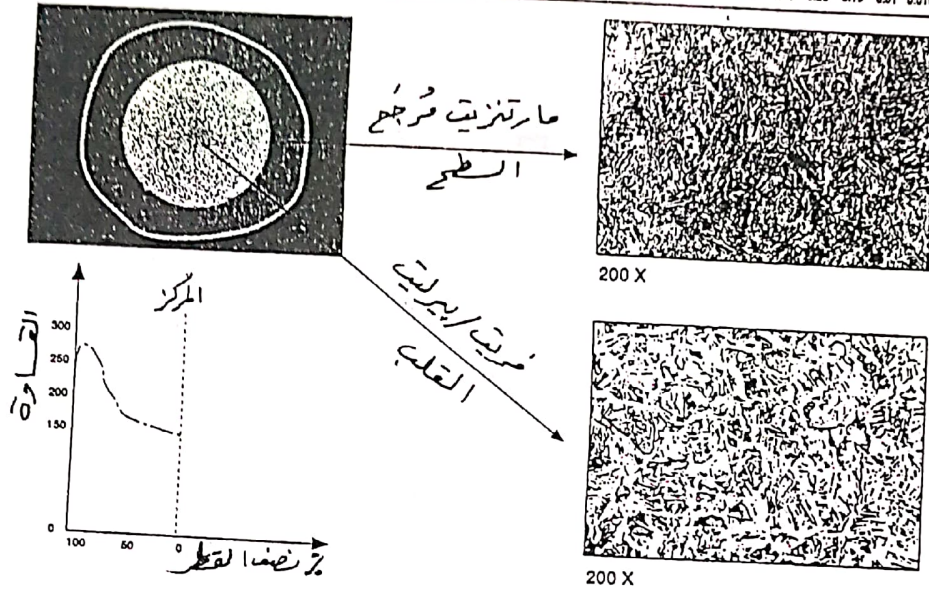 مارتنزيت مُرجَع
السطح
200 X
فريت/بيرليت
القلب
المركز
القساوة
300
250
200
150
0
100 50 0
% نصف القطر
200 X